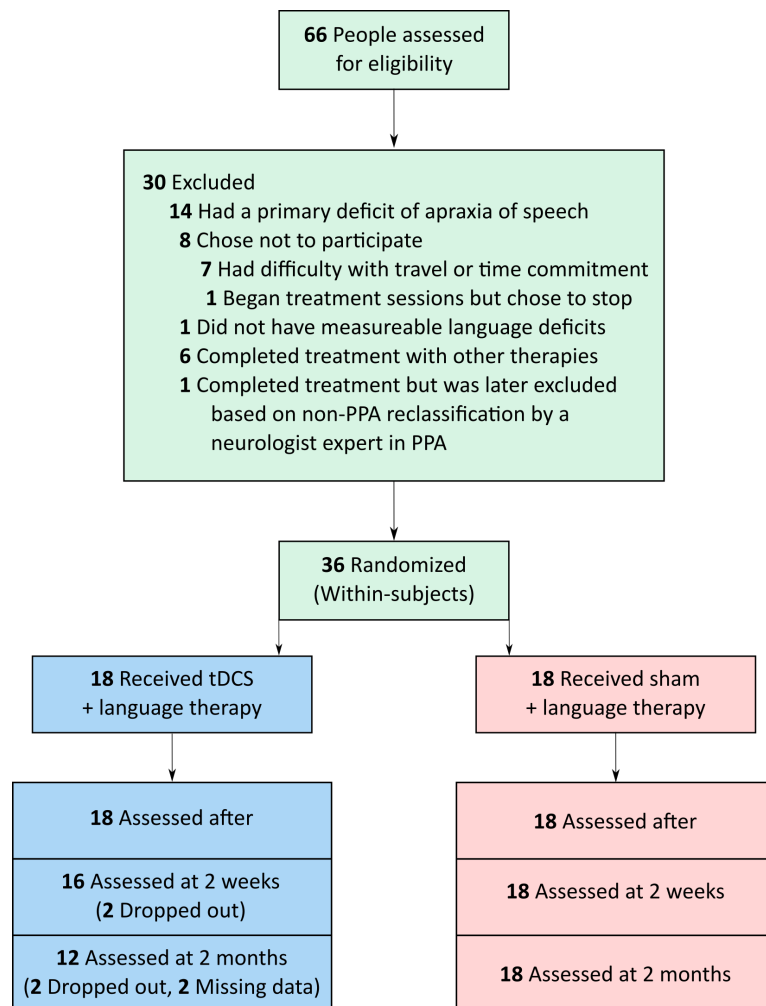 66 People assessed
for eligibility
30 Excluded
14 Had a primary deficit of apraxia of speech
8 Chose not to participate
7 Had difficulty with travel or time commitment
1 Began treatment sessions but chose to stop
1 Did not have measureable language deficits
6 Completed treatment with other therapies
1 Completed treatment but was later excluded
based on non-PPA reclassification by a
neurologist expert in PPA
36 Randomized
(Within-subjects)
18 Received tDCS
+ language therapy
18 Received sham
+ language therapy
18 Assessed after
16 Assessed at 2 weeks
(2 Dropped out)
12 Assessed at 2 months
(2 Dropped out, 2 Missing data)
18 Assessed after
18 Assessed at 2 weeks
18 Assessed at 2 months